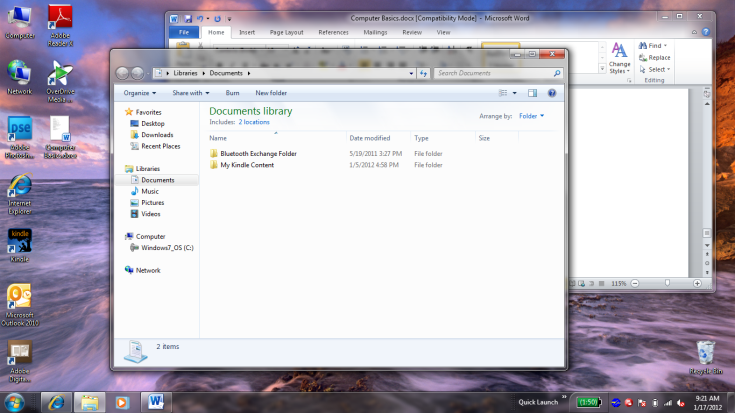 Computer
Adobe Reader X
Network
OverDrive Media ...
Adobe Photosh...
Computer Basics.docx
Internet Explorer
kindle
Kindle
Microsoft Outlook 2010
Adobe Digita...
Computer Basics.docx [Compatibility Mode] - Microsoft Word
File Home Insert Page Layout References Mailings Review View
Change Styles
Find
Replace
Select
Editing
115%
Libraries Documents
Search Documents
Organize Share with Burn New folder
Favorites
Desktop
Downloads
Recent Places
Libraries
Documents
Music
Pictures
Videos
Computer
Windows7_OS (C:)
Network
Documents library
Includes: 2 locations
Arrange by: Folder
Name Date modified Type Size
Bluetooth Exchange Folder 5/19/2011 3:27 PM File folder
My Kindle Content 1/5/2012 4:58 PM File folder
2 items
Recycle Bin
Quick Launch
(1:50)
9:21 AM
1/17/2012